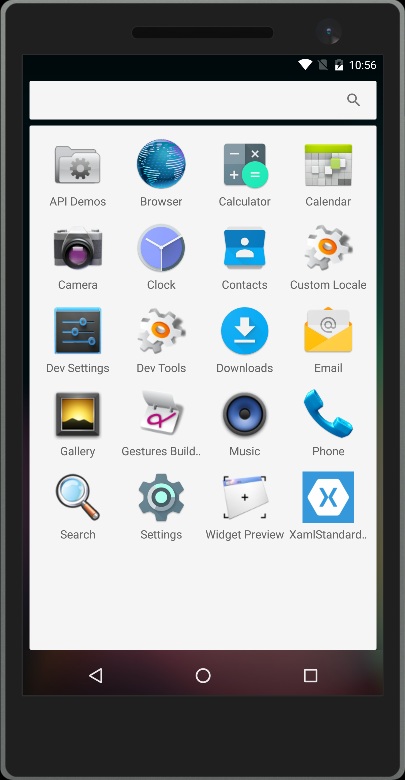 10:56
API Demos Browser Calculator Calendar
Camera Clock Contacts Custom Locale
Dev Settings Dev Tools Downloads Email
Gallery Gestures Build.. Music Phone
Search Settings Widget Preview XamlStandard..